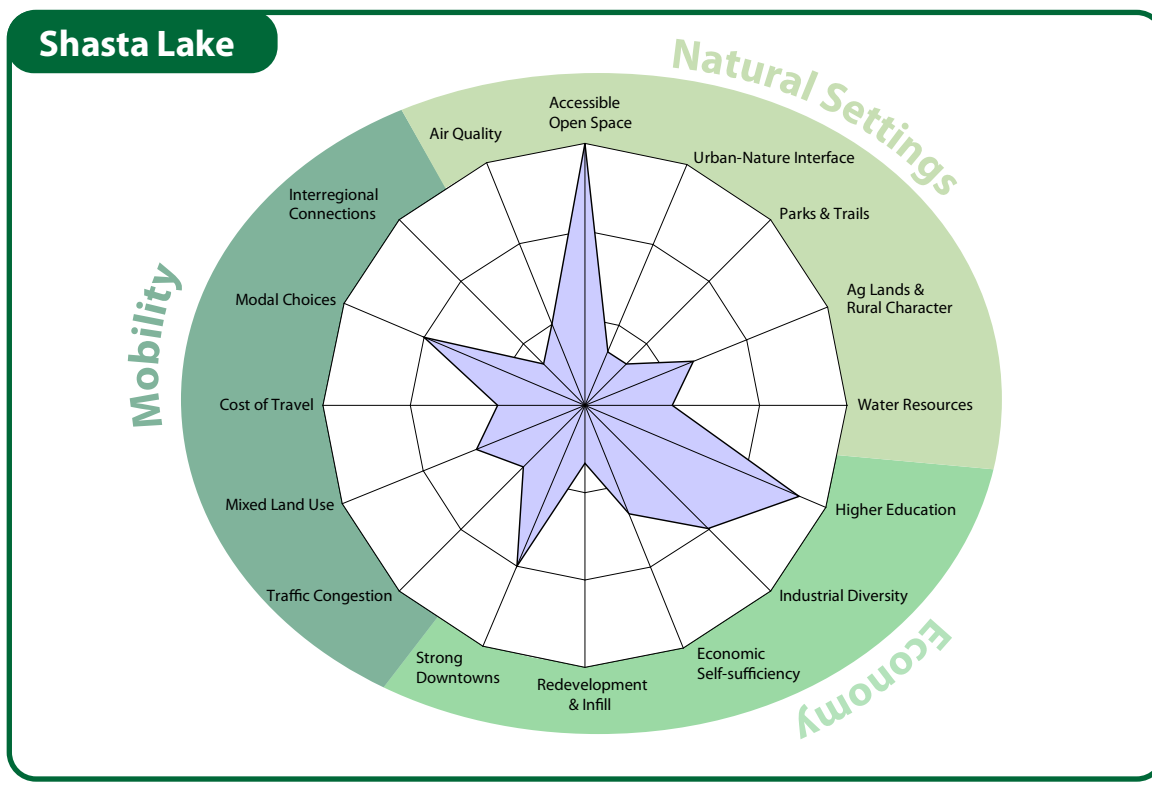 Shasta Lake
Natural Settings
Accessible
Open Space
Air Quality
Urban-Nature Interface
Interregional
Connections
Parks & Trails
Mobility
Modal Choices
Ag Lands &
Rural Character
Cost of Travel
Water Resources
Mixed Land Use
Higher Education
Traffic Congestion
Industrial Diversity
Strong
Downtowns
Redevelopment
& Infill
Economic
Self-sufficiency
Economy